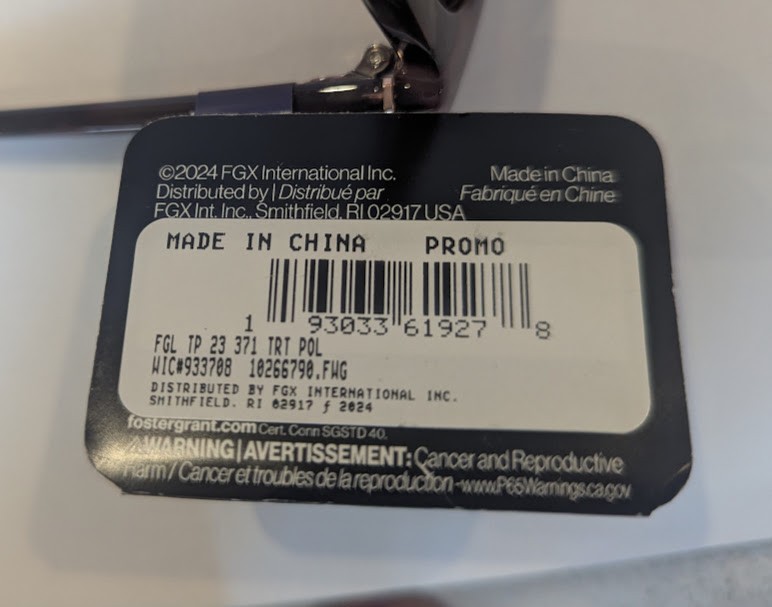 ©2024 FGX International Inc.
Made in China
Distributed by | Distribué par
Fabriqué en Chine
FGX Int. Inc., Smithfield, RI 02917 USA
MADE IN CHINA PROMO
1 93033 61927 8
FGL TP 23 371 TRT POL
WIC#933708 10266790.FWG
DISTRIBUTED BY FGX INTERNATIONAL INC.
SMITHFIELD. RI 02917 ƒ 2024
fostergrant.com Cert. Conn SGSTD 40.
⚠WARNING | AVERTISSEMENT: Cancer and Reproductive
Harm / Cancer et troubles de la reproduction -www.P65Warnings.ca.gov